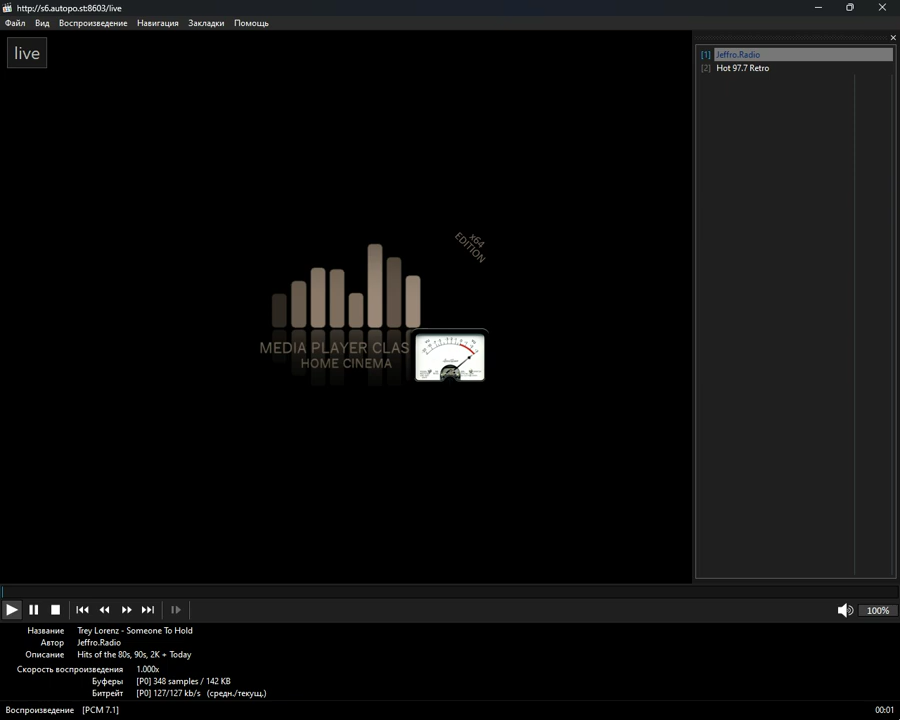 http://s6.autopo.st:8603/live
Файл Вид Воспроизведение Навигация Закладки Помощь
live
[1] Jeffro.Radio
[2] Hot 97.7 Retro
x64
EDITION
MEDIA PLAYER CLAS
HOME CINEMA
100%
Название Trey Lorenz - Someone To Hold
Автор Jeffro.Radio
Описание Hits of the 80s, 90s, 2K + Today
Скорость воспроизведения 1.000x
Буферы [P0] 348 samples / 142 KB
Битрейт [P0] 127/127 kb/s (средн./текущ.)
Воспроизведение [PCM 7.1] 00:01